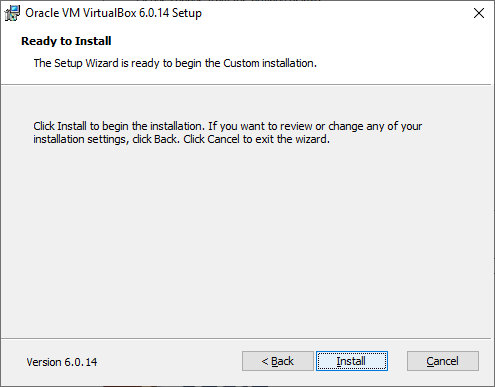 Oracle VM VirtualBox 6.0.14 Setup
Ready to Install
The Setup Wizard is ready to begin the Custom installation.
Click Install to begin the installation. If you want to review or change any of your
installation settings, click Back. Click Cancel to exit the wizard.
Version 6.0.14
< Back
Install
Cancel